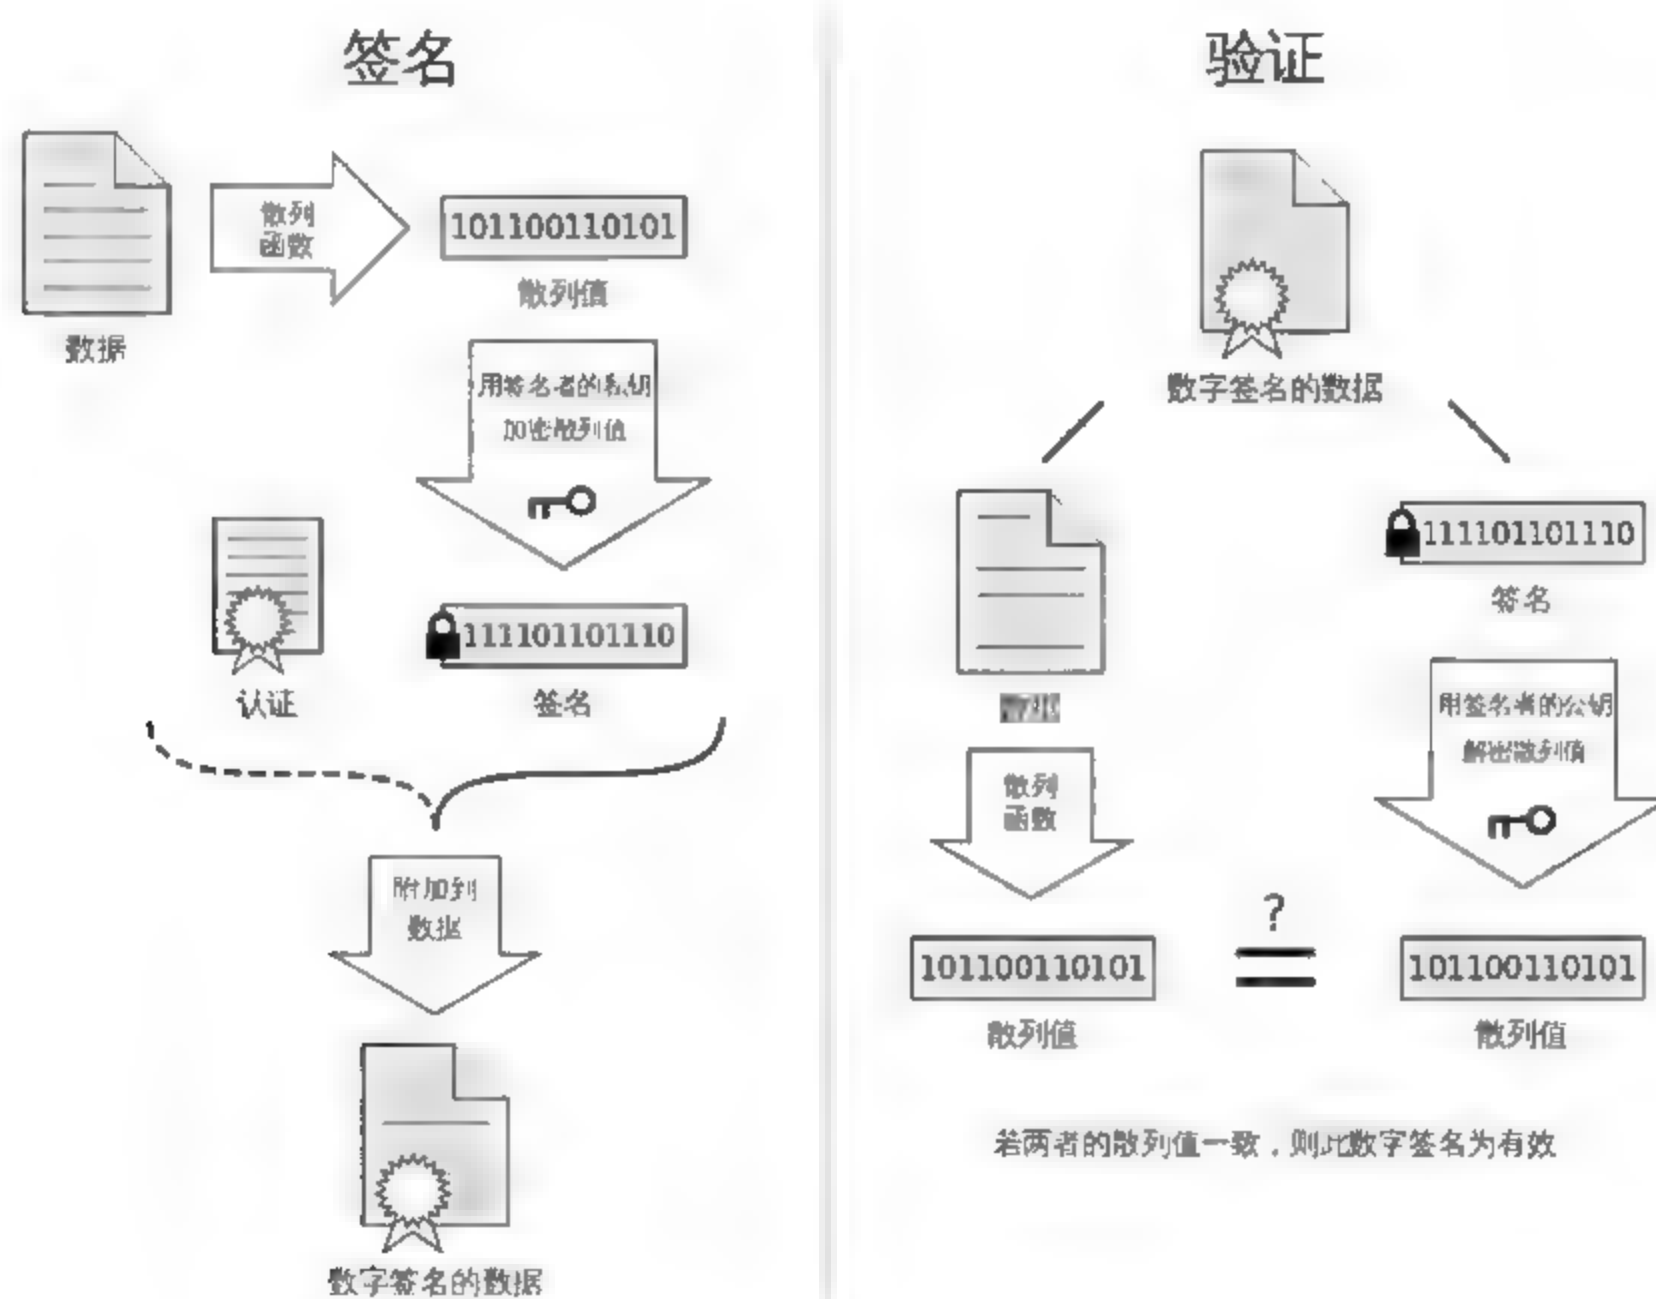 签名
散列
函数
101100110101
散列值
数据
用签名者的私钥
加密散列值
认证
111101101110
签名
附加到
数据
数字签名的数据
验证
数字签名的数据
111101101110
签名
用签名者的公钥
解密散列值
散列
函数
?
101100110101
散列值
101100110101
散列值
若两者的散列值一致，则此数字签名为有效